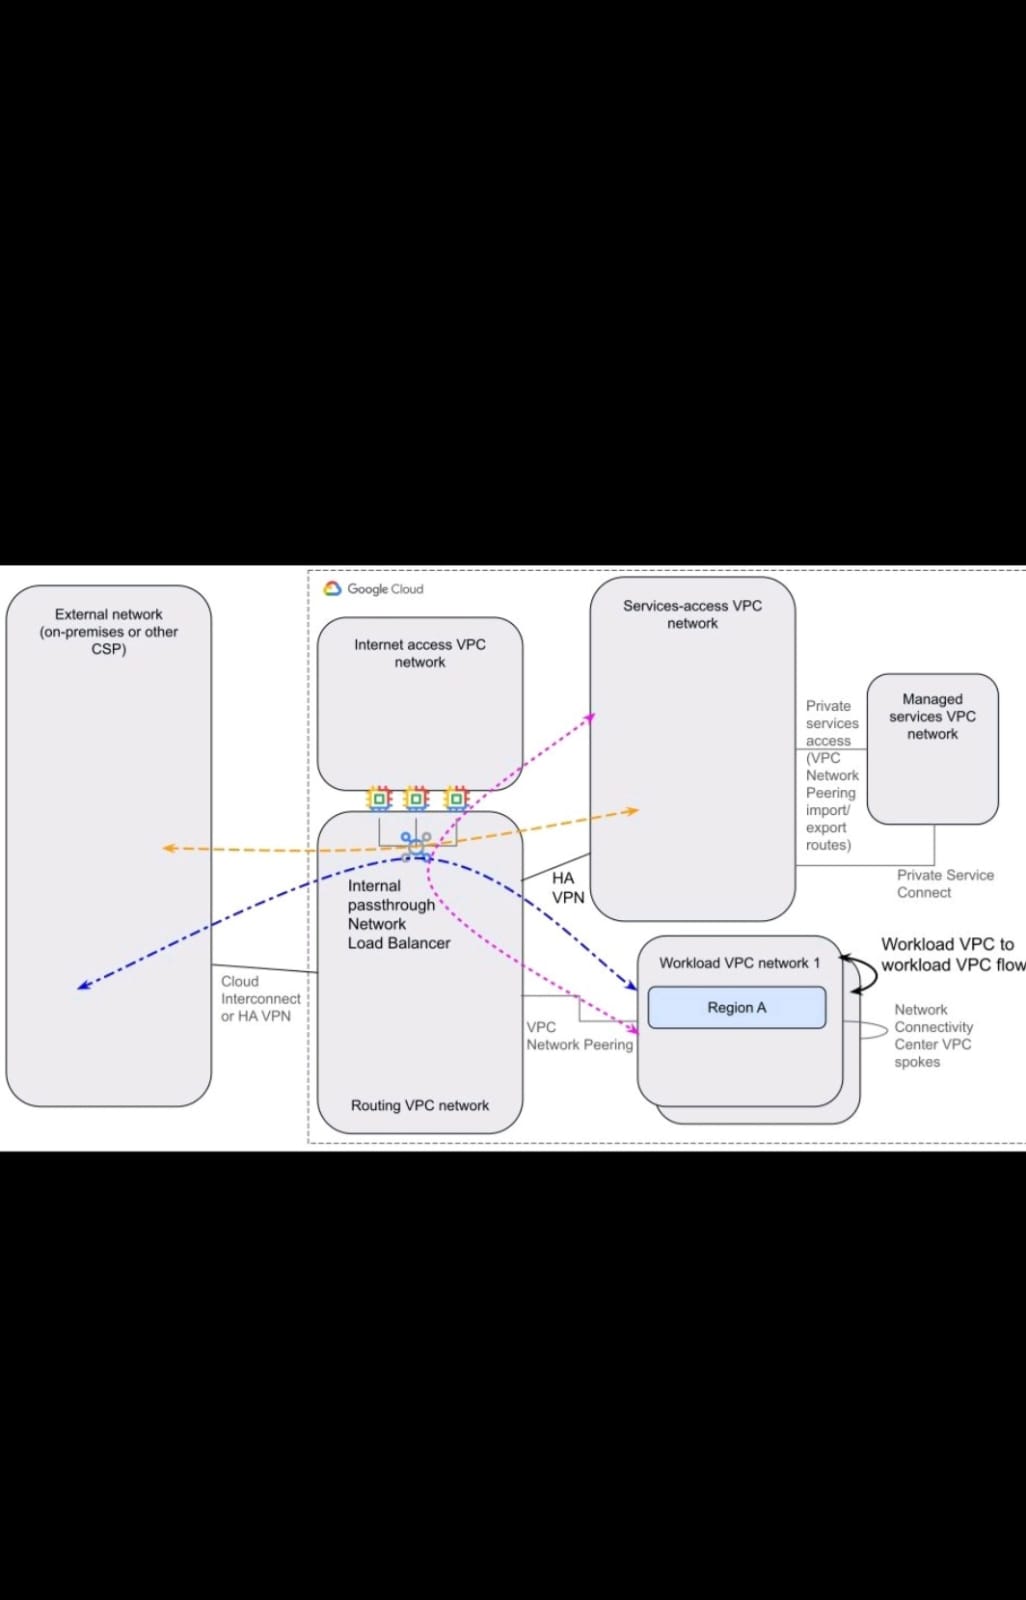 Google Cloud
External network
(on-premises or other
CSP)
Internet access VPC
network
Services-access VPC
network
Managed
services VPC
network
Private
services
access
(VPC
Network
Peering
import/
export
routes)
Private Service
Connect
HA
VPN
Internal
passthrough
Network
Load Balancer
Cloud
Interconnect
or HA VPN
Routing VPC network
VPC
Network Peering
Workload VPC network 1
Region A
Workload VPC to
workload VPC flow
Network
Connectivity
Center VPC
spokes